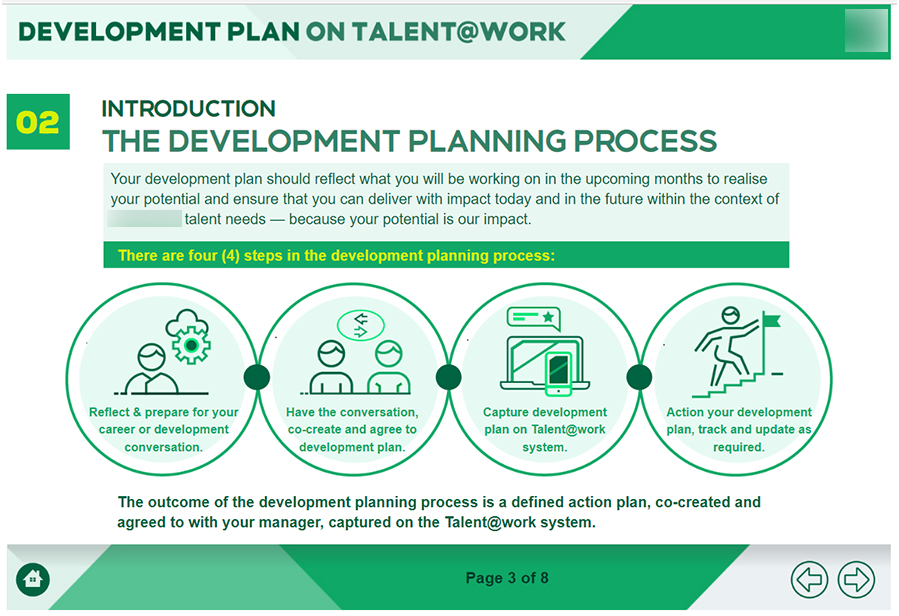 DEVELOPMENT PLAN ON TALENT@WORK
02
INTRODUCTION
THE DEVELOPMENT PLANNING PROCESS
Your development plan should reflect what you will be working on in the upcoming months to realise
your potential and ensure that you can deliver with impact today and in the future within the context of
talent needs — because your potential is our impact.
There are four (4) steps in the development planning process:
Reflect & prepare for your
career or development
conversation.
Have the conversation,
co-create and agree to
development plan.
Capture development
plan on Talent@work
system.
Action your development
plan, track and update as
required.
The outcome of the development planning process is a defined action plan, co-created and
agreed to with your manager, captured on the Talent@work system.
Page 3 of 8